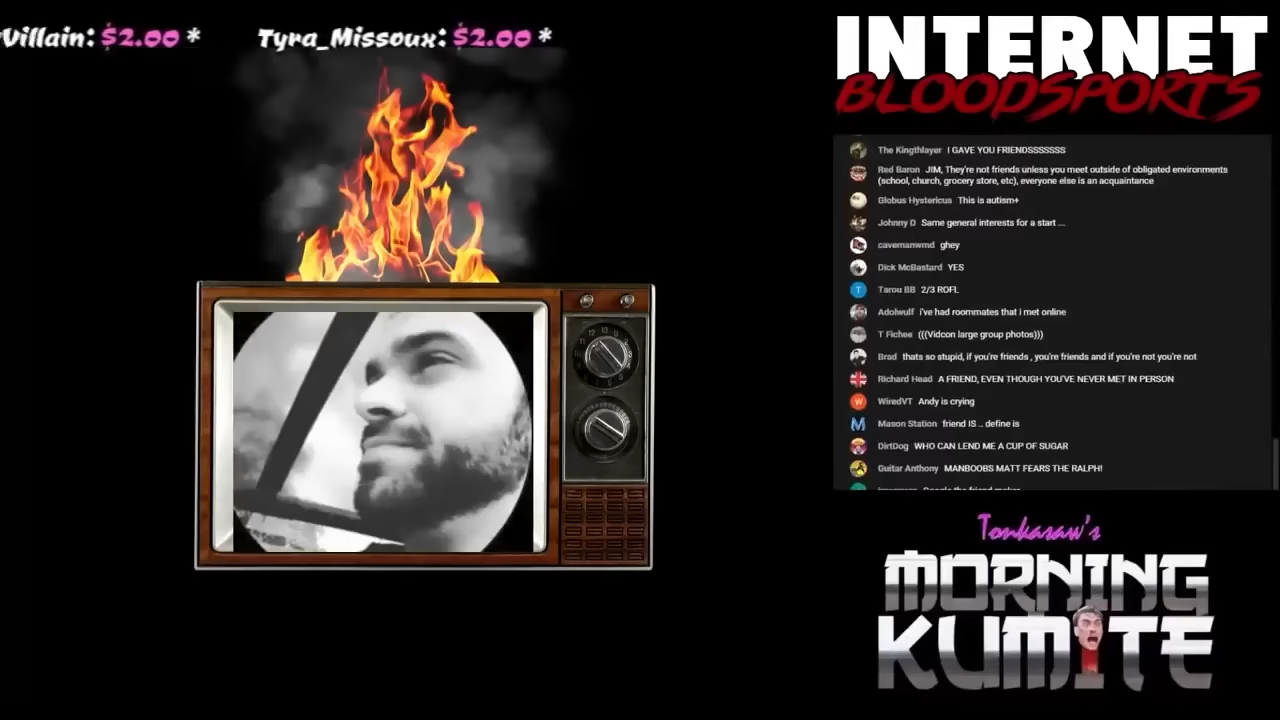 Villain: $2.00 * Tyra_Missoux: $2.00 *
INTERNET
BLOODSPORTS
The Kingthlayer I GAVE YOU FRIENDSSSSSSS
Red Baron JIM, They're not friends unless you meet outside of obligated environments
(school, church, grocery store, etc), everyone else is an acquaintance
Globus Hystericus This is autism+
Johnny D Same general interests for a start ...
cavemanwmd ghey
Dick McBastard YES
T
Tarou BB 2/3 ROFL
Adolwulf i've had roommates that i met online
T Fichee (((Vidcon large group photos)))
Brad thats so stupid, if you're friends , you're friends and if you're not you're not
Richard Head A FRIEND, EVEN THOUGH YOU'VE NEVER MET IN PERSON
W
WiredVT Andy is crying
M
Mason Station friend IS .. define is
DirtDog WHO CAN LEND ME A CUP OF SUGAR
Guitar Anthony MANBOOBS MATT FEARS THE RALPH!
Tonkasaw's
MORNING
KUMITE